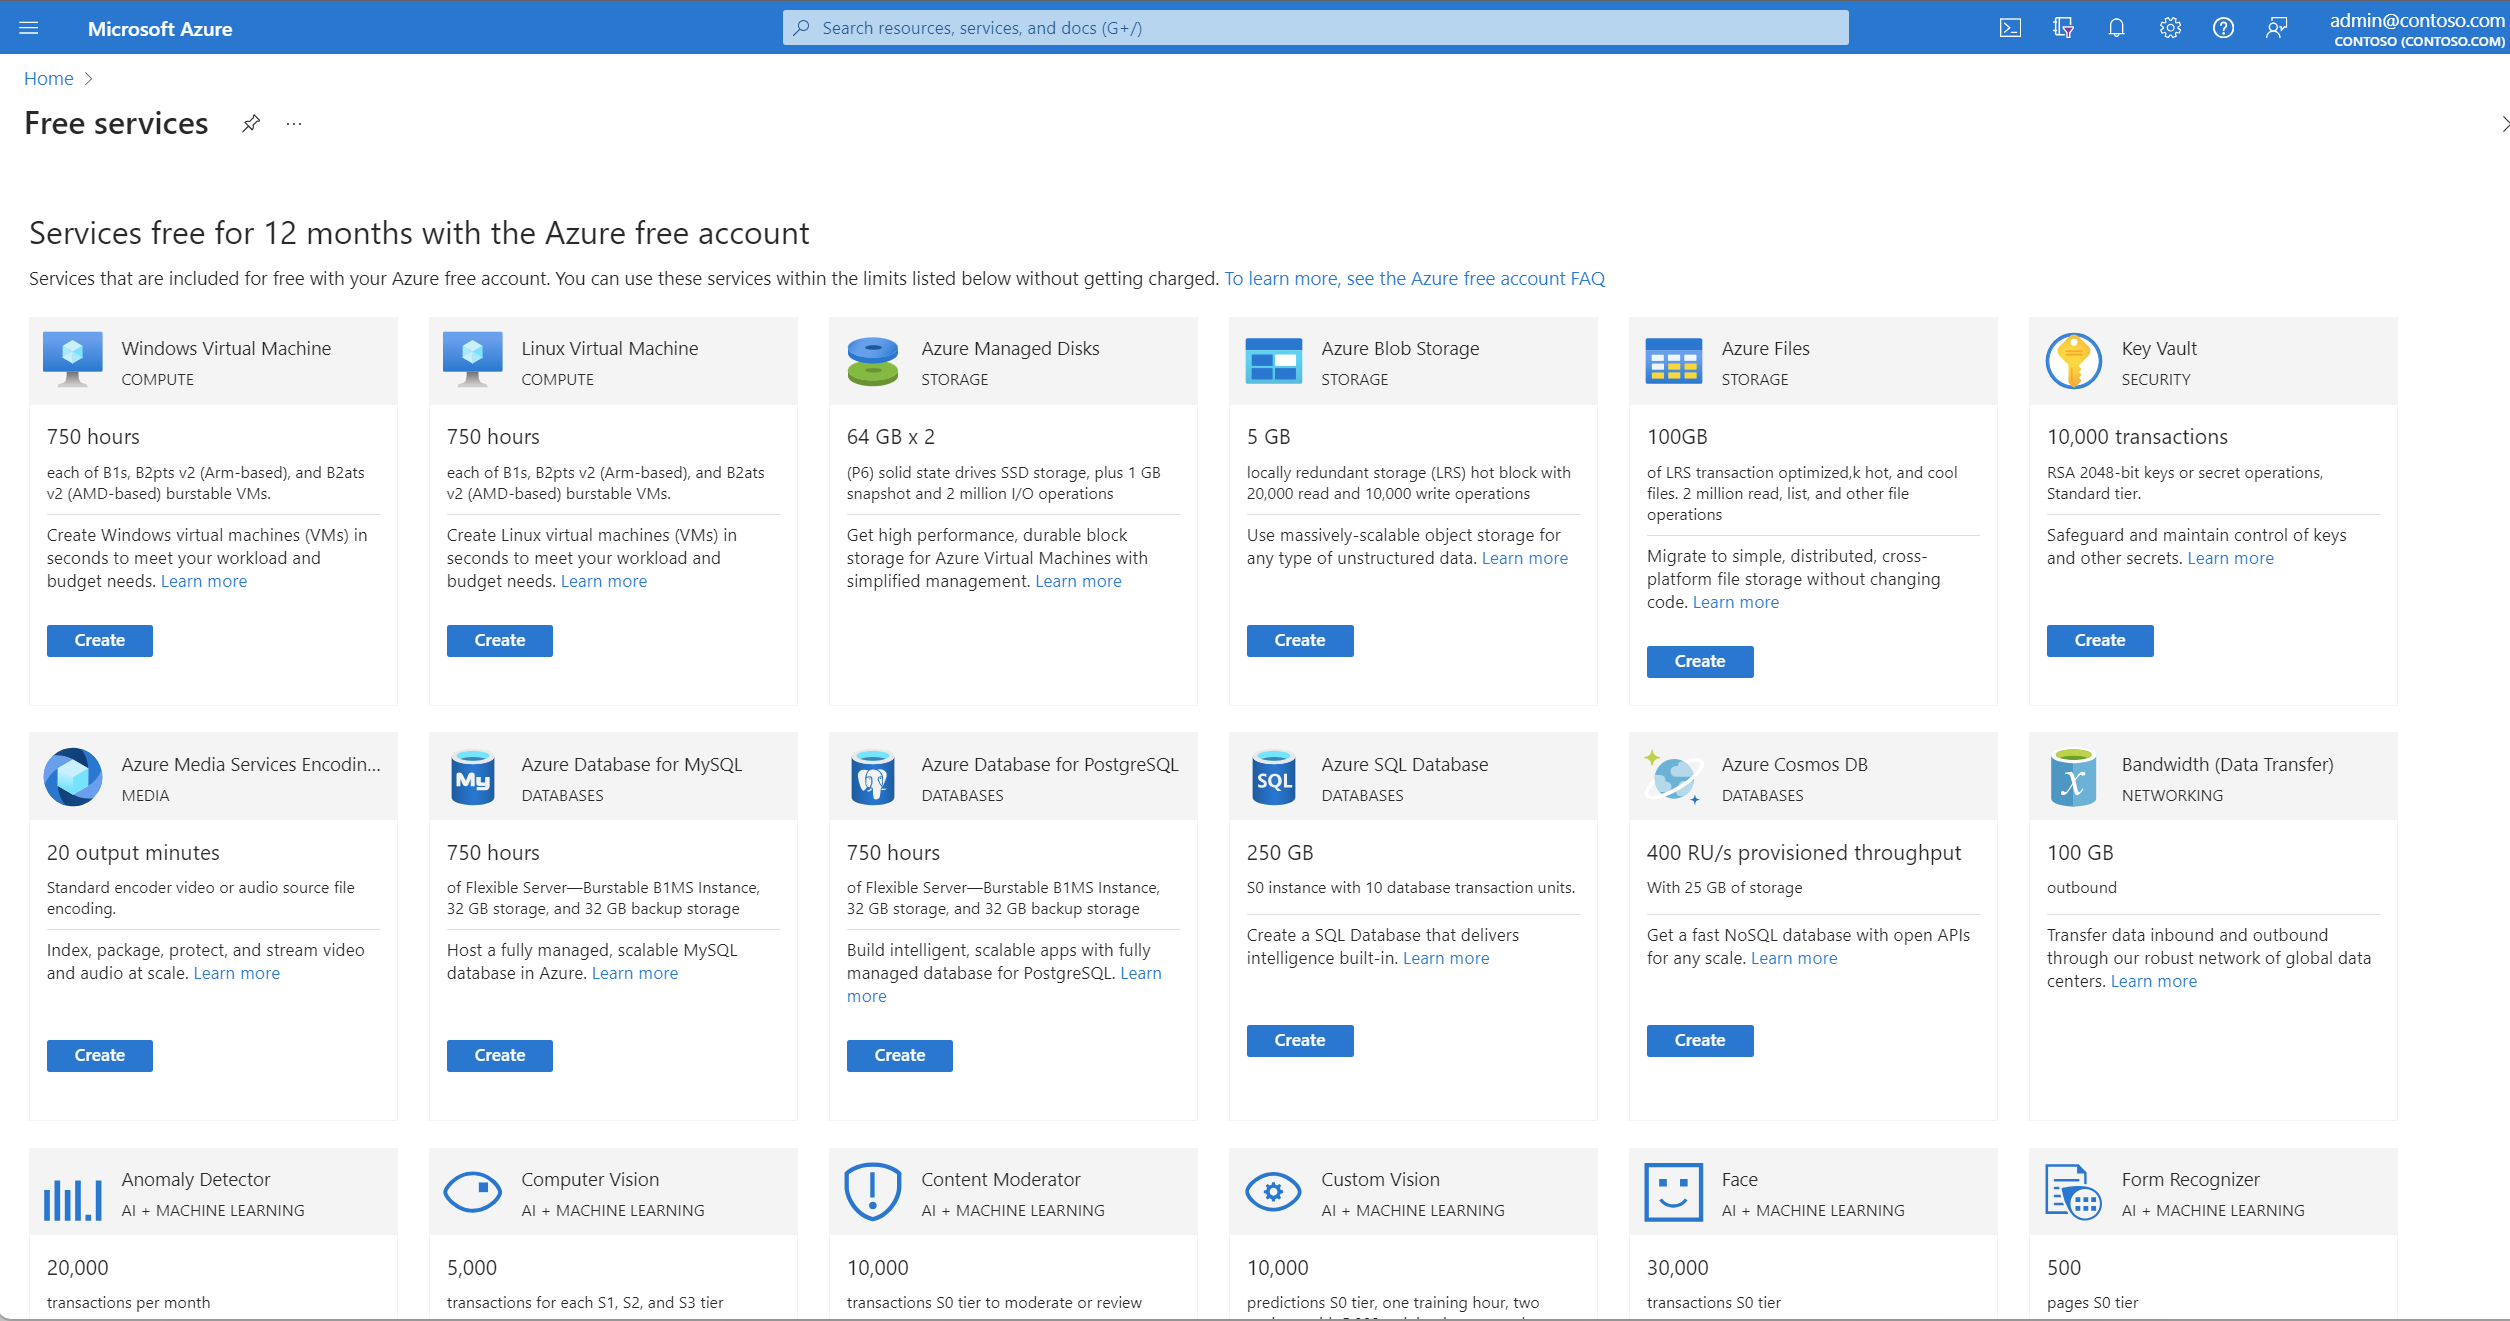 Microsoft Azure
Search resources, services, and docs (G+/)
admin@contoso.com
CONTOSO (CONTOSO.COM)
Home
Free services
Services free for 12 months with the Azure free account
Services that are included for free with your Azure free account. You can use these services within the limits listed below without getting charged. To learn more, see the Azure free account FAQ
Windows Virtual Machine
COMPUTE
750 hours
each of B1s, B2pts v2 (Arm-based), and B2ats
v2 (AMD-based) burstable VMs.
Create Windows virtual machines (VMs) in
seconds to meet your workload and
budget needs. Learn more
Create
Linux Virtual Machine
COMPUTE
750 hours
each of B1s, B2pts v2 (Arm-based), and B2ats
v2 (AMD-based) burstable VMs.
Create Linux virtual machines (VMs) in
seconds to meet your workload and
budget needs. Learn more
Create
Azure Managed Disks
STORAGE
64 GB x 2
(P6) solid state drives SSD storage, plus 1 GB
snapshot and 2 million I/O operations
Get high performance, durable block
storage for Azure Virtual Machines with
simplified management. Learn more
Azure Blob Storage
STORAGE
5 GB
locally redundant storage (LRS) hot block with
20,000 read and 10,000 write operations
Use massively-scalable object storage for
any type of unstructured data. Learn more
Create
Azure Files
STORAGE
100GB
of LRS transaction optimized,k hot, and cool
files. 2 million read, list, and other file
operations
Migrate to simple, distributed, cross-
platform file storage without changing
code. Learn more
Create
Key Vault
SECURITY
10,000 transactions
RSA 2048-bit keys or secret operations,
Standard tier.
Safeguard and maintain control of keys
and other secrets. Learn more
Create
Azure Media Services Encodin...
MEDIA
20 output minutes
Standard encoder video or audio source file
encoding.
Index, package, protect, and stream video
and audio at scale. Learn more
Create
My
Azure Database for MySQL
DATABASES
750 hours
of Flexible Server—Burstable B1MS Instance,
32 GB storage, and 32 GB backup storage
Host a fully managed, scalable MySQL
database in Azure. Learn more
Create
Azure Database for PostgreSQL
DATABASES
750 hours
of Flexible Server—Burstable B1MS Instance,
32 GB storage, and 32 GB backup storage
Build intelligent, scalable apps with fully
managed database for PostgreSQL. Learn
more
Create
SQL
Azure SQL Database
DATABASES
250 GB
S0 instance with 10 database transaction units.
Create a SQL Database that delivers
intelligence built-in. Learn more
Create
Azure Cosmos DB
DATABASES
400 RU/s provisioned throughput
With 25 GB of storage
Get a fast NoSQL database with open APIs
for any scale. Learn more
Create
x
Bandwidth (Data Transfer)
NETWORKING
100 GB
outbound
Transfer data inbound and outbound
through our robust network of global data
centers. Learn more
Anomaly Detector
AI + MACHINE LEARNING
20,000
transactions per month
Computer Vision
AI + MACHINE LEARNING
5,000
transactions for each S1, S2, and S3 tier
Content Moderator
AI + MACHINE LEARNING
10,000
transactions S0 tier to moderate or review
Custom Vision
AI + MACHINE LEARNING
10,000
predictions S0 tier, one training hour, two
Face
AI + MACHINE LEARNING
30,000
transactions S0 tier
Form Recognizer
AI + MACHINE LEARNING
500
pages S0 tier